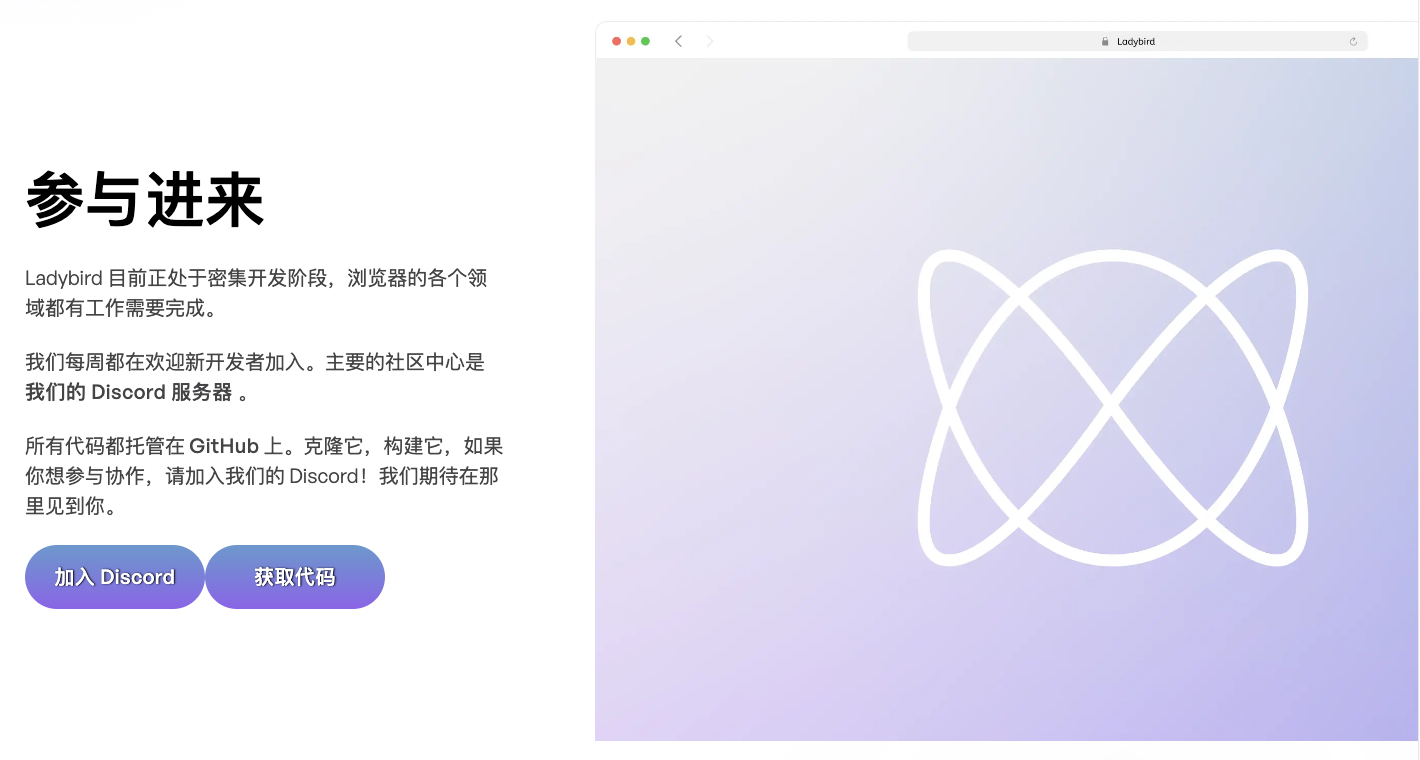 Ladybird
参与进来
Ladybird 目前正处于密集开发阶段，浏览器的各个领
域都有工作需要完成。
我们每周都在欢迎新开发者加入。主要的社区中心是
我们的 Discord 服务器 。
所有代码都托管在 GitHub 上。克隆它，构建它，如果
你想参与协作，请加入我们的 Discord！我们期待在那
里见到你。
加入 Discord
获取代码